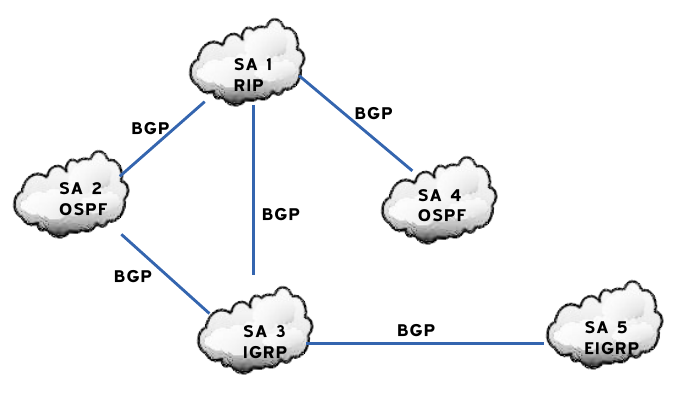 SA 1
RIP
BGP
BGP
SA 2
OSPF
SA 4
OSPF
BGP
BGP
SA 3
IGRP
BGP
SA 5
EIGRP